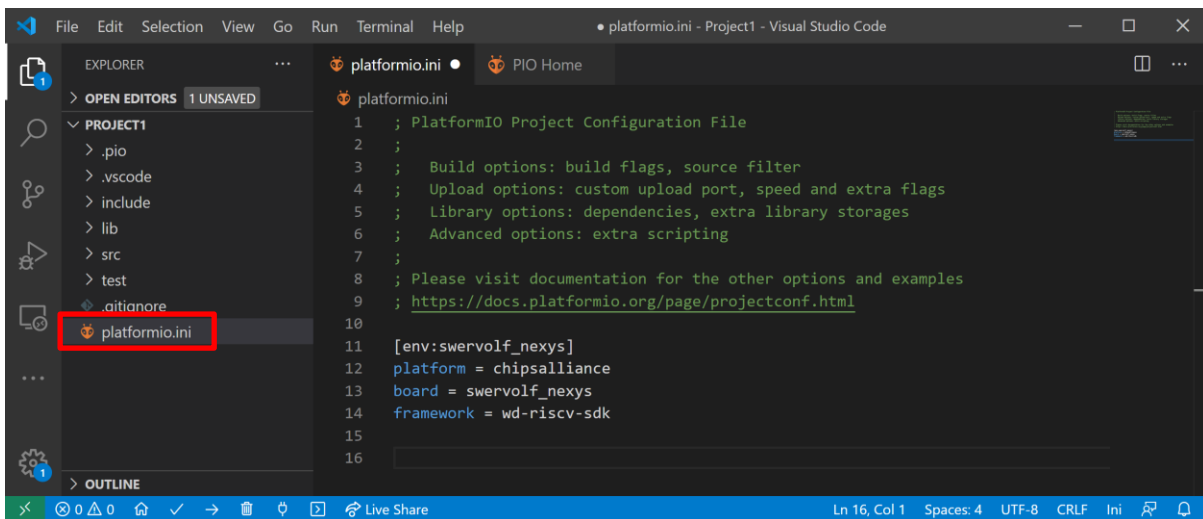 File Edit Selection View Go Run Terminal Help ● platformio.ini - Project1 - Visual Studio Code
EXPLORER ...
platformio.ini ● PIO Home
> OPEN EDITORS 1 UNSAVED
platformio.ini
PROJECT1
> .pio
> .vscode
> include
> lib
> src
> test
.gitignore
platformio.ini
1 ; PlatformIO Project Configuration File
2 ;
3 ;   Build options: build flags, source filter
4 ;   Upload options: custom upload port, speed and extra flags
5 ;   Library options: dependencies, extra library storages
6 ;   Advanced options: extra scripting
7 ;
8 ; Please visit documentation for the other options and examples
9 ; https://docs.platformio.org/page/projectconf.html
10
11 [env:swervolf_nexys]
12 platform = chipsalliance
13 board = swervolf_nexys
14 framework = wd-riscv-sdk
15
16
1
1
> OUTLINE
0 0 Live Share Ln 16, Col 1 Spaces: 4 UTF-8 CRLF Ini